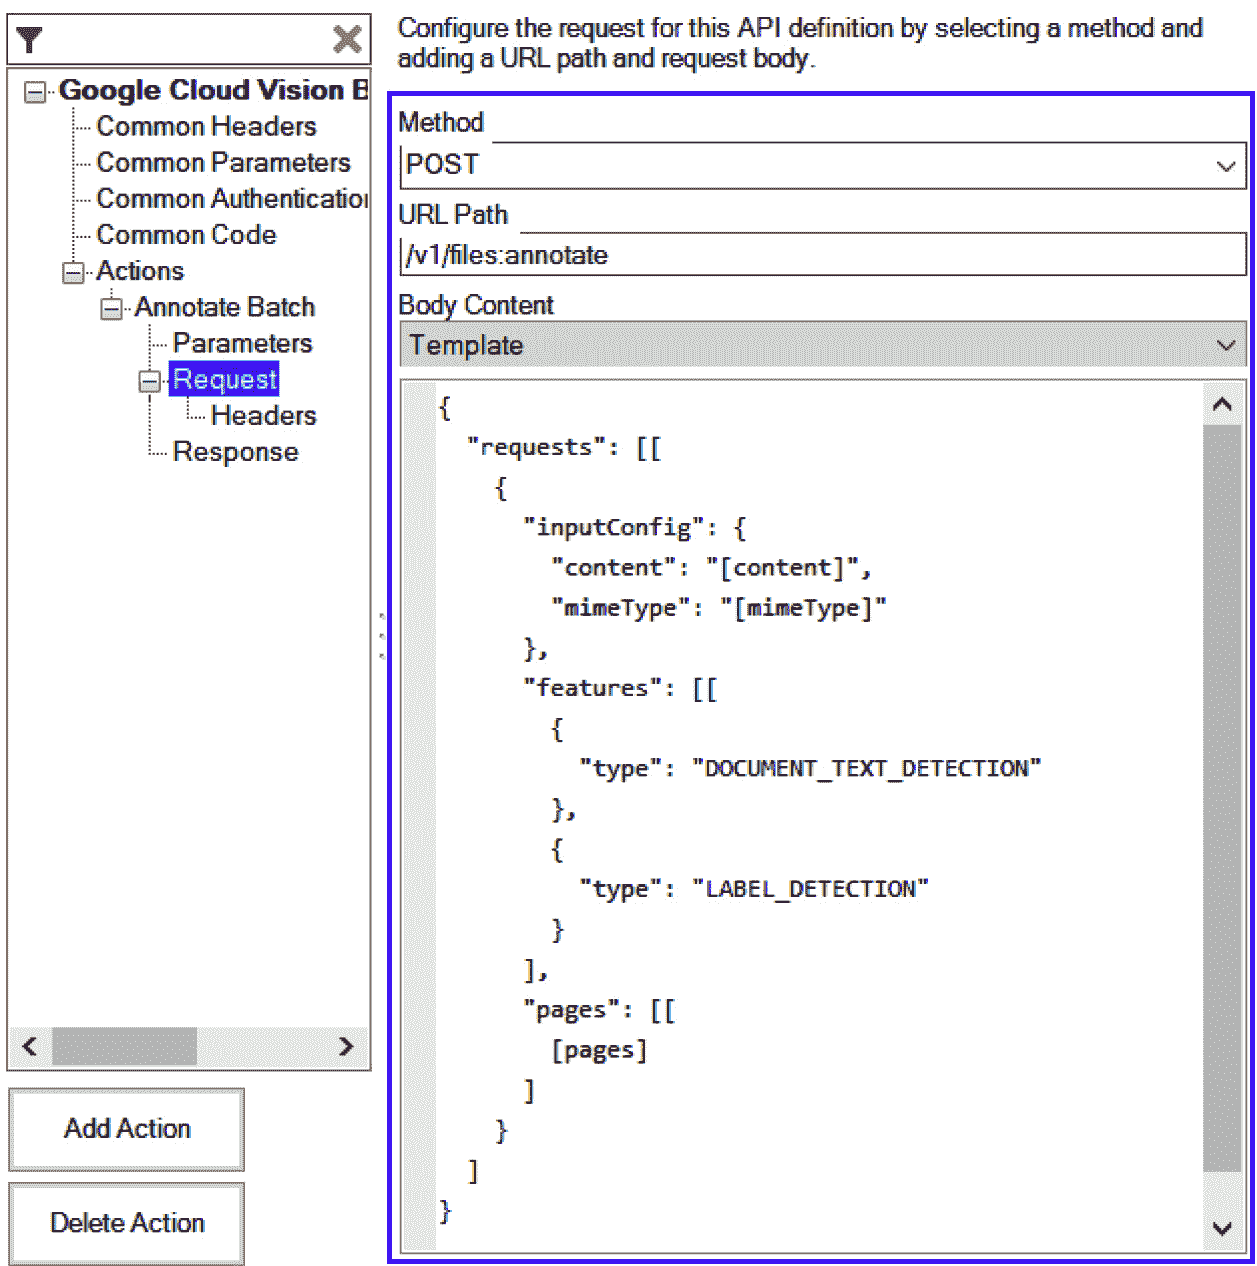 Configure the request for this API definition by selecting a method and
adding a URL path and request body.
Google Cloud Vision B
Common Headers
Common Parameters
Common Authentication
Common Code
Actions
Annotate Batch
Parameters
Request
Headers
Response
Add Action
Delete Action
Method
POST
URL Path
/v1/files:annotate
Body Content
Template
{
"requests": [[
{
"inputConfig": {
"content": "[content]",
"mimeType": "[mimeType]"
},
"features": [[
{
"type": "DOCUMENT_TEXT_DETECTION"
},
{
"type": "LABEL_DETECTION"
}
],
"pages": [[
[pages]
]
}
]
}